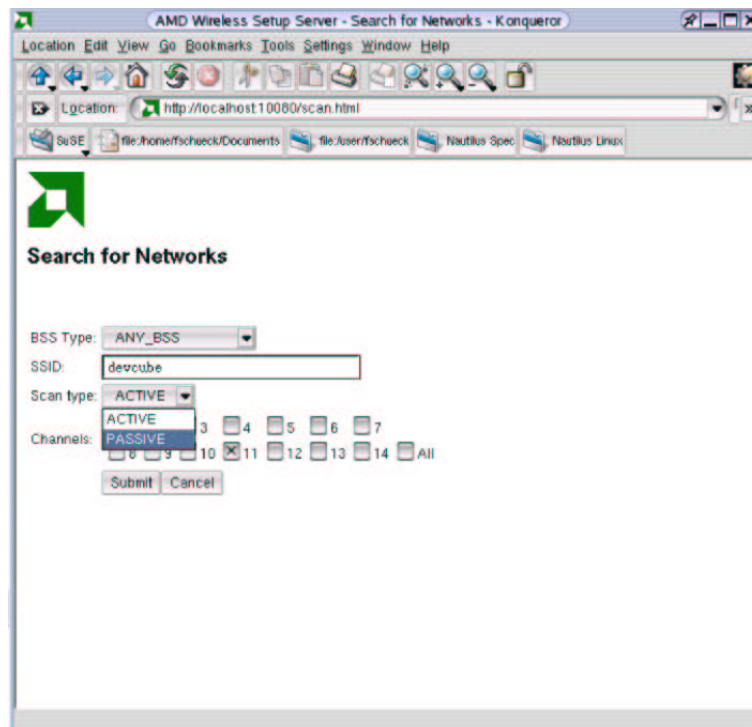 AMD Wireless Setup Server - Search for Networks - Konqueror
Location Edit View Go Bookmarks Tools Settings Window Help
Location: http://localhost:10080/scan.html
SuSE file:/home/fschueck/Documents file:/user/fschueck Nautilus Spec Nautilus Linux
Search for Networks
BSS Type: ANY_BSS
SSID: devcube
Scan type: ACTIVE
ACTIVE
PASSIVE
Channels: 3 4 5 6 7
8 9 10 11 12 13 14 All
Submit Cancel